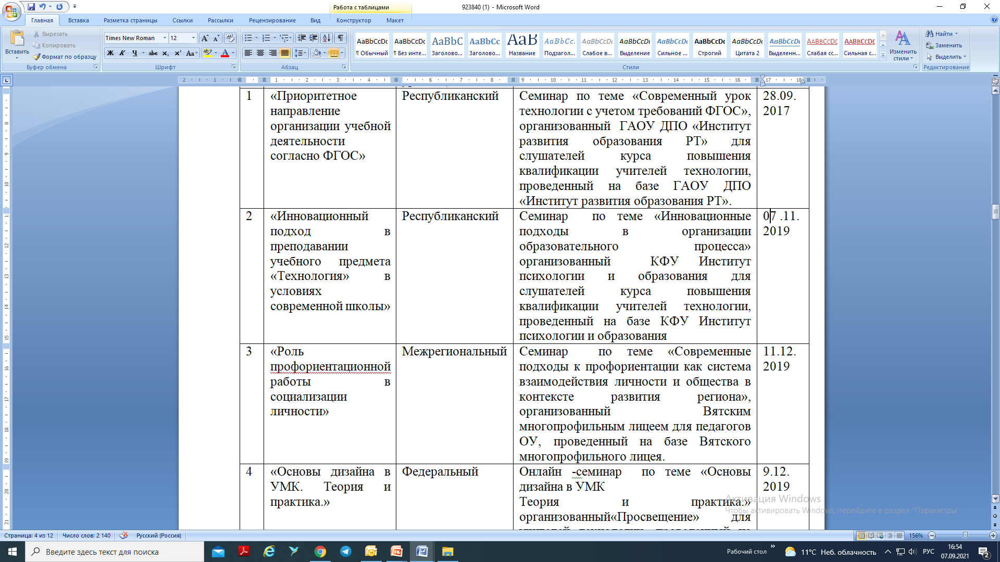 Работа с таблицами
923840 (1) - Microsoft Word
Главная Вставка Разметка страницы Ссылки Рассылки Рецензирование Вид Конструктор Макет
Вставить
Вырезать
Копировать
Формат по образцу
Буфер обмена
Times New Roman 12
Шрифт
Абзац
AaBbCcDc AaBbCcDc AaBbC AaBbCc AaB AaBbCc. AaBbCcDc AaBbCcDc AaBbCcDc AaBbCcDc AaBbCcDc AaBbCcDc AABBCCDE AABBCCDE
¶ Обычный ¶ Без инте... Заголово... Заголово... Название Подзагол... Слабое в... Выделение Сильное ... Строгий Цитата 2 Выделенн... Слабая сс... Сильная с...
Стили
Изменить стили
Найти
Заменить
Выделить
Редактирование
1
«Приоритетное
направление
организации учебной
деятельности
согласно ФГОС»
Республиканский
Семинар по теме «Современный урок
технологии с учетом требований ФГОС»,
организованный ГАОУ ДПО «Институт
развития образования РТ» для
слушателей курса повышения
квалификации учителей технологии,
проведенный на базе ГАОУ ДПО
«Институт развития образования РТ».
28.09.
2017
2
«Инновационный
подход в
преподавании
учебного предмета
«Технология» в
условиях
современной школы»
Республиканский
Семинар по теме «Инновационные
подходы в организации
образовательного процесса»
организованный КФУ Институт
психологии и образования для
слушателей курса повышения
квалификации учителей технологии,
проведенный на базе КФУ Институт
психологии и образования
07 .11.
2019
3
«Роль
профориентационной
работы в
социализации
личности»
Межрегиональный
Семинар по теме «Современные
подходы к профориентации как система
взаимодействия личности и общества в
контексте развития региона»,
организованный Вятским
многопрофильным лицеем для педагогов
ОУ, проведенный на базе Вятского
многопрофильного лицея.
11.12.
2019
4
«Основы дизайна в
УМК. Теория и
практика.»
Федеральный
Онлайн -семинар по теме «Основы
дизайна в УМК
Теория и практика.»
организованный«Просвещение» для
9.12.
2019
Активация Windows
Чтобы активировать Windows, перейдите в раздел "Параметры".
Страница: 4 из 12 Число слов: 2 140 Русский (Россия)
156%
Введите здесь текст для поиска
Рабочий стол
11°C Неб. облачность
РУС
16:54
07.09.2021
2